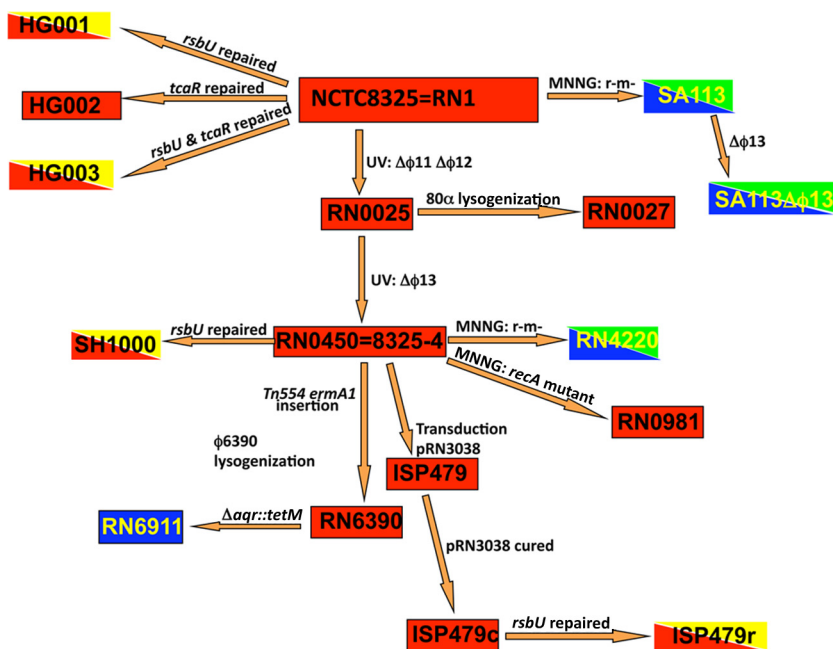 HG001
rsbU repaired
tcaR repaired
HG002
NCTC8325=RN1
MNNG: r-m-
SA113
rsbU & tcaR repaired
HG003
Δϕ13
UV: Δϕ11 Δϕ12
SA113Δϕ13
RN0025
80α lysogenization
RN0027
UV: Δϕ13
SH1000
rsbU repaired
RN0450=8325-4
MNNG: r-m-
RN4220
MNNG: recA mutant
RN0981
Tn554 ermA1
insertion
ϕ6390
lysogenization
Transduction
pRN3038
ISP479
RN6911
Δaqr::tetM
RN6390
pRN3038 cured
ISP479c
rsbU repaired
ISP479r